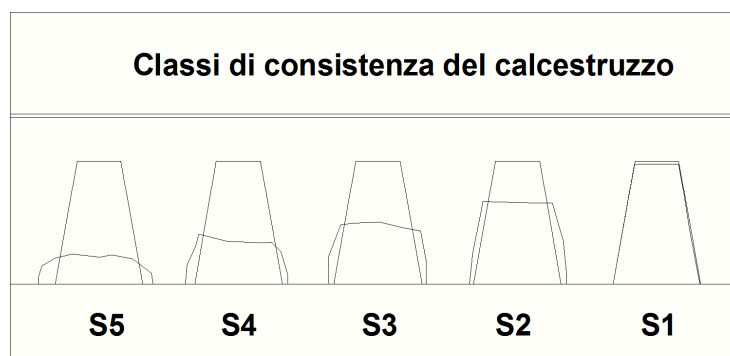 Classi di consistenza del calcestruzzo
S5 S4 S3 S2 S1